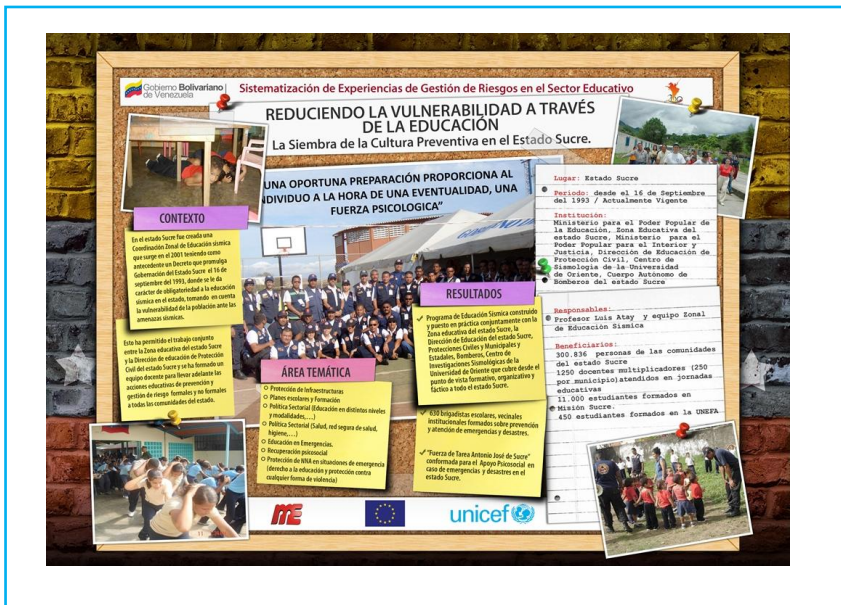 Gobierno Bolivariano
de Venezuela
Sistematización de Experiencias de Gestión de Riesgos en el Sector Educativo
REDUCIENDO LA VULNERABILIDAD A TRAVÉS
DE LA EDUCACIÓN
La Siembra de la Cultura Preventiva en el Estado Sucre.
"UNA OPORTUNA PREPARACIÓN PROPORCIONA AL
INDIVIDUO A LA HORA DE UNA EVENTUALIDAD, UNA
FUERZA PSICOLOGICA"
CONTEXTO
En el estado Sucre fue creada una
Coordinación Zonal de Educación sísmica
que surge en el 2001 teniendo como
antecedente un Decreto que promulga
Gobernación del Estado Sucre el 16 de
septiembre del 1993, donde se le da
carácter de obligatoriedad a la educación
sísmica en el estado, tomando en cuenta
la vulnerabilidad de la población ante las
amenazas sísmicas.
Este ha permitido el trabajo conjunto
entre la Zona educativa del estado Sucre
y la Dirección de educación de Protección
Civil del estado Sucre y se ha formado un
equipo docente para llevar adelante las
acciones educativas de prevención y
gestión de riesgo formales y no formales
a todas las comunidades del estado.
ÁREA TEMÁTICA
Protección de Infraestructuras
Planes escolares y Formación
Política Sectorial (Educación en distintos niveles
y modalidades,...)
Política Sectorial (Salud, red segura de salud,
higiene,...)
Educación en Emergencias.
Recuperación psicosocial
Protección de NNA en situaciones de emergencia
(derecho a la educación y protección contra
cualquier forma de violencia)
RESULTADOS
✓ Programa de Educación Sísmica construido
y puesto en práctica conjuntamente con la
Zona educativa del estado Sucre, la
Dirección de Educación del estado Sucre,
Protecciones Civiles y Municipales y
Estadales, Bomberos, Centro de
Investigaciones Sismológicas de la
Universidad de Oriente que cubre desde el
punto de vista formativo, organizativo y
táctico a todo el estado Sucre.
✓ 630 brigadistas escolares, vecinales
institucionales formados sobre prevención
y atención de emergencias y desastres.
✓ "Fuerza de Tarea Antonio José de Sucre"
conformada para el Apoyo Psicosocial en
caso de emergencias y desastres en el
estado Sucre.
Lugar: Estado Sucre
Período: desde el 16 de Septiembre
del 1993 / Actualmente Vigente
Institución:
Ministerio para el Poder Popular de
la Educación, Zona Educativa del
estado Sucre, Ministerio para el
Poder Popular para el Interior y
Justicia, Dirección de Educación de
Protección Civil, Centro de
Sismología de la Universidad
de Oriente, Cuerpo Autónomo de
Bomberos del estado Sucre
Responsables:
Profesor Luis Atay y equipo Zonal
de Educación Sismica
Beneficiarios:
300.836 personas de las comunidades
del estado Sucre
1250 docentes multiplicadores (250
por municipio)atendidos en jornadas
educativas
11.000 estudiantes formados en
Misión Sucre.
450 estudiantes formados en la UNEFA
ME
unicef